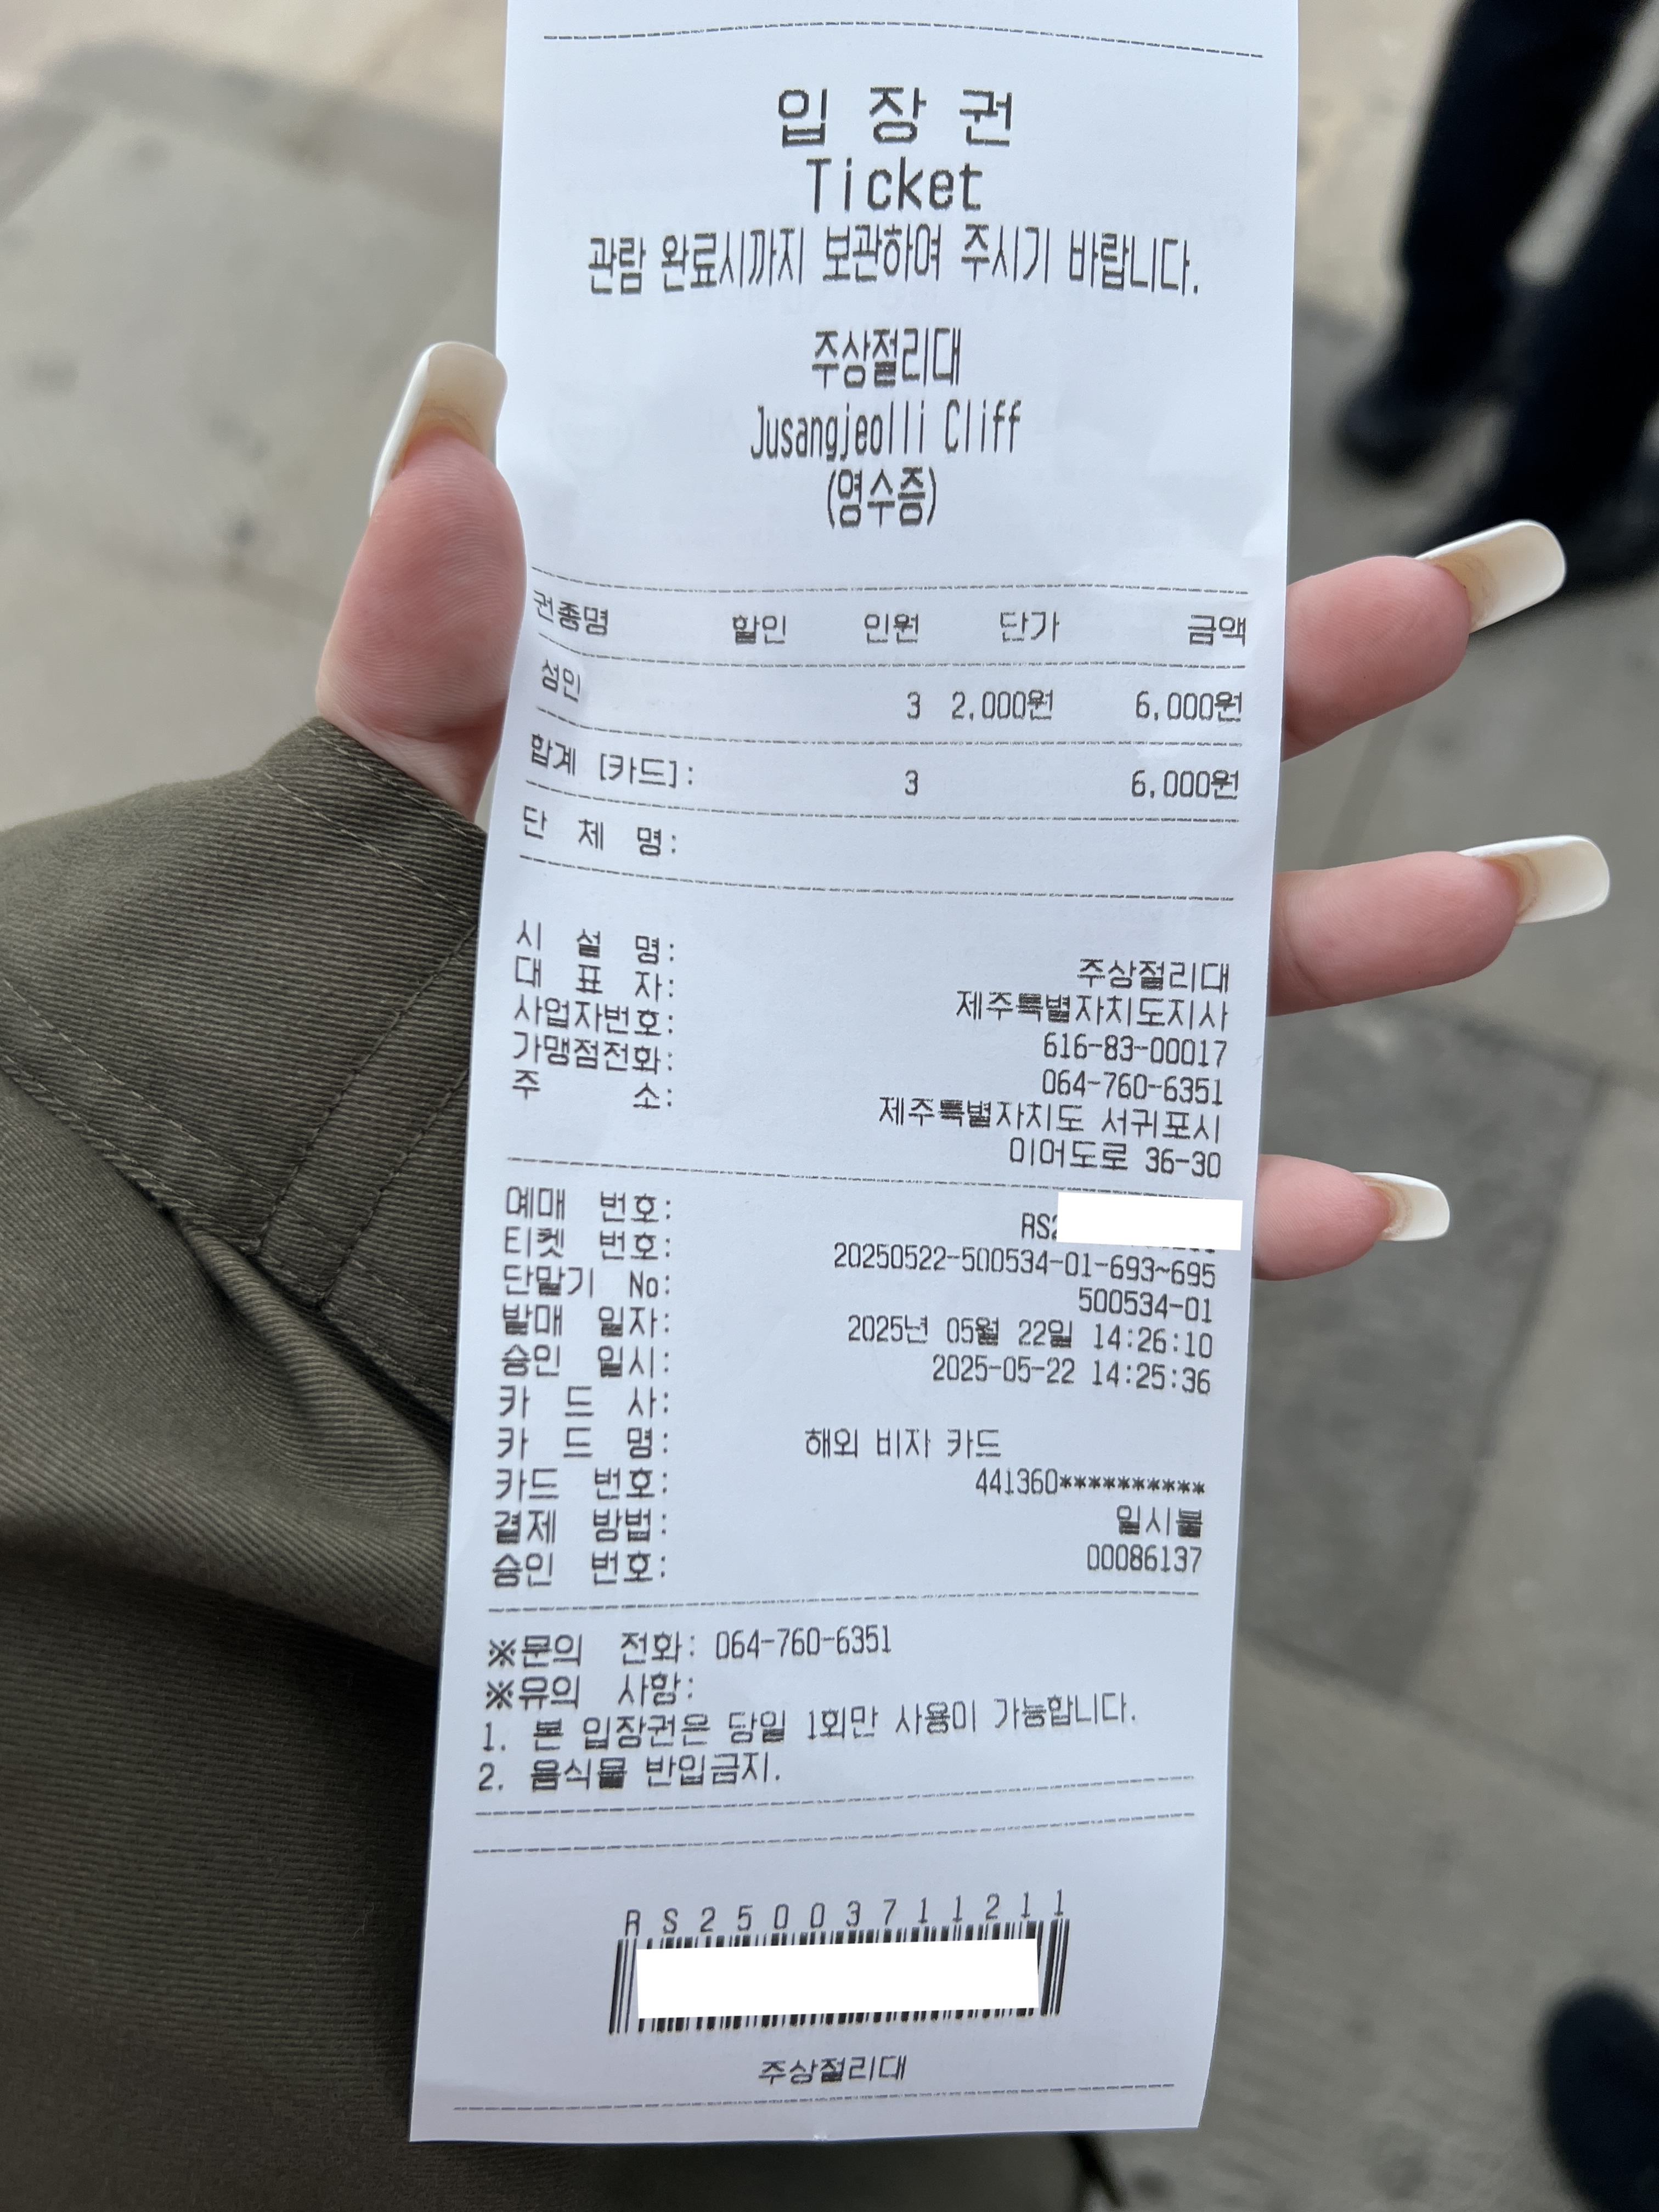 입 장 권
Ticket
관람 완료시까지 보관하여 주시기 바랍니다.
주상절리대
Jusangjeolli Cliff
(영수증)
권종명 할인 인원 단가 금액
성인 3 2,000원 6,000원
합계 [카드]: 3 6,000원
단 체 명:
시 설 명: 주상절리대
대 표 자: 제주특별자치도지사
사업자번호: 616-83-00017
가맹점전화: 064-760-6351
주 소: 제주특별자치도 서귀포시
이어도로 36-30
예매 번호: RS2
티켓 번호: 20250522-500534-01-693~695
단말기 No: 500534-01
발매 일자: 2025년 05월 22일 14:26:10
승인 일시: 2025-05-22 14:25:36
카 드 사:
카 드 명: 해외 비자 카드
카드 번호: 441360**********
결제 방법: 일시불
승인 번호: 00086137
※문의 전화: 064-760-6351
※유의 사항:
1. 본 입장권은 당일 1회만 사용이 가능합니다.
2. 음식물 반입금지.
RS25003711211
주상절리대